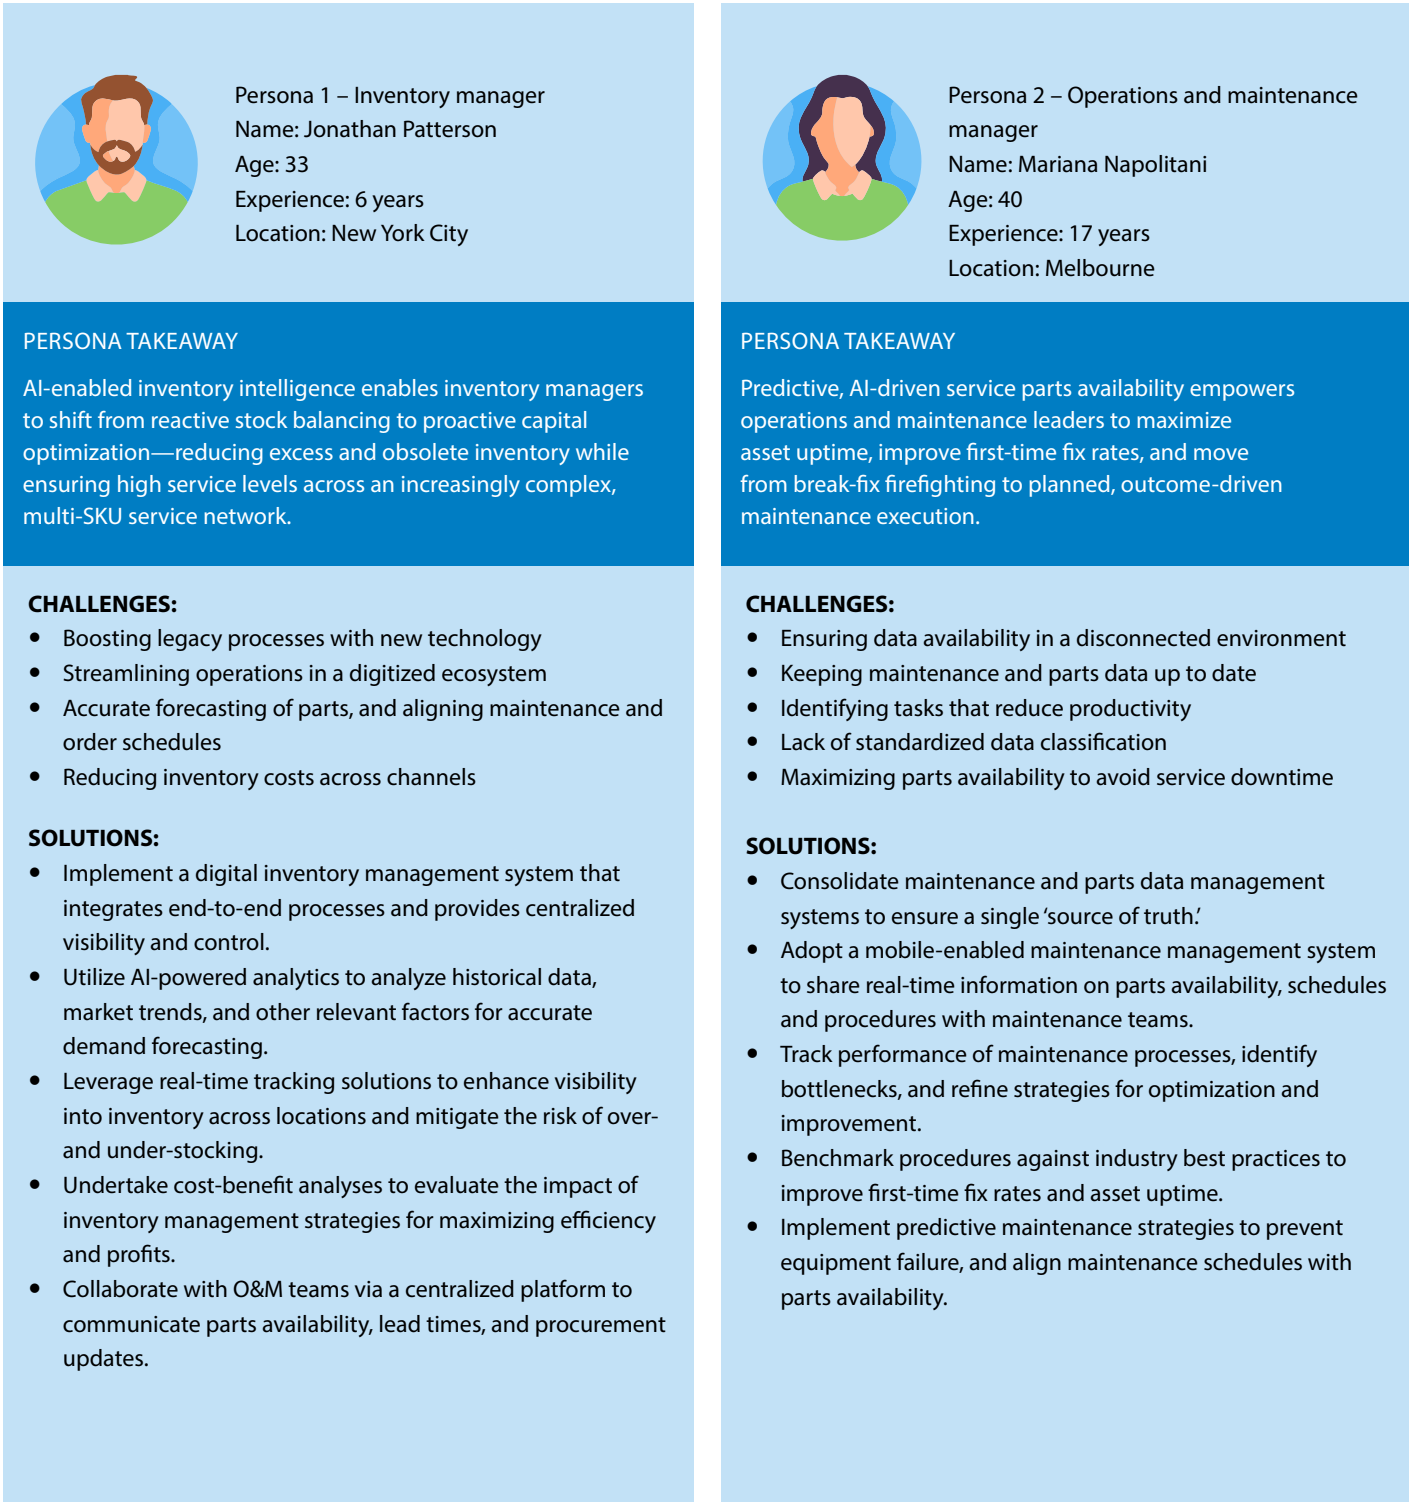 Persona 1 – Inventory manager
Name: Jonathan Patterson
Age: 33
Experience: 6 years
Location: New York City
PERSONA TAKEAWAY
AI-enabled inventory intelligence enables inventory managers
to shift from reactive stock balancing to proactive capital
optimization—reducing excess and obsolete inventory while
ensuring high service levels across an increasingly complex,
multi-SKU service network.
CHALLENGES:
• Boosting legacy processes with new technology
• Streamlining operations in a digitized ecosystem
• Accurate forecasting of parts, and aligning maintenance and
order schedules
• Reducing inventory costs across channels
SOLUTIONS:
• Implement a digital inventory management system that
integrates end-to-end processes and provides centralized
visibility and control.
• Utilize AI-powered analytics to analyze historical data,
market trends, and other relevant factors for accurate
demand forecasting.
• Leverage real-time tracking solutions to enhance visibility
into inventory across locations and mitigate the risk of over-
and under-stocking.
• Undertake cost-benefit analyses to evaluate the impact of
inventory management strategies for maximizing efficiency
and profits.
• Collaborate with O&M teams via a centralized platform to
communicate parts availability, lead times, and procurement
updates.
Persona 2 – Operations and maintenance
manager
Name: Mariana Napolitani
Age: 40
Experience: 17 years
Location: Melbourne
PERSONA TAKEAWAY
Predictive, AI-driven service parts availability empowers
operations and maintenance leaders to maximize
asset uptime, improve first-time fix rates, and move
from break-fix firefighting to planned, outcome-driven
maintenance execution.
CHALLENGES:
• Ensuring data availability in a disconnected environment
• Keeping maintenance and parts data up to date
• Identifying tasks that reduce productivity
• Lack of standardized data classification
• Maximizing parts availability to avoid service downtime
SOLUTIONS:
• Consolidate maintenance and parts data management
systems to ensure a single ‘source of truth.’
• Adopt a mobile-enabled maintenance management system
to share real-time information on parts availability, schedules
and procedures with maintenance teams.
• Track performance of maintenance processes, identify
bottlenecks, and refine strategies for optimization and
improvement.
• Benchmark procedures against industry best practices to
improve first-time fix rates and asset uptime.
• Implement predictive maintenance strategies to prevent
equipment failure, and align maintenance schedules with
parts availability.